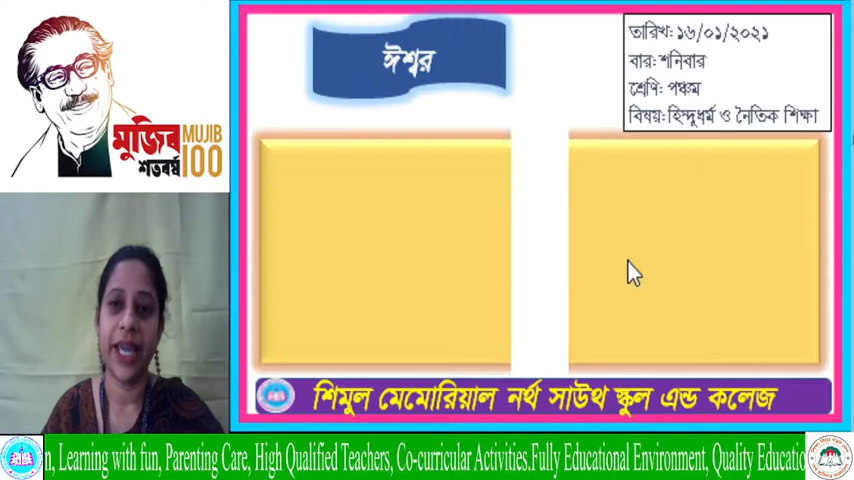 মুজিব
শতবর্ষ
MUJIB
100
ঈশ্বর
তারিখ: ১৬/০১/২০২১
বার: শনিবার
শ্রেণি: পঞ্চম
বিষয়: হিন্দুধর্ম ও নৈতিক শিক্ষা
শিমুল মেমোরিয়াল নর্থ সাউথ স্কুল এন্ড কলেজ
n, Learning with fun, Parenting Care, High Qualified Teachers, Co-curricular Activities.Fully Educational Environment, Quality Educatio